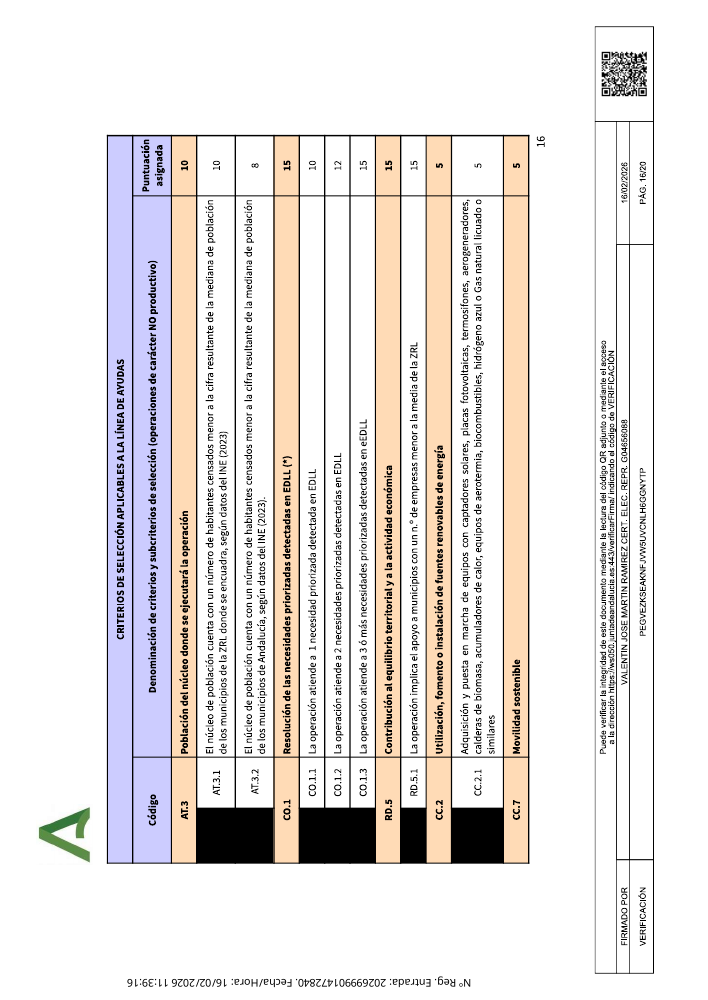 CRITERIOS DE SELECCIÓN APLICABLES A LA LÍNEA DE AYUDAS
Código
Denominación de criterios y subcriterios de selección (operaciones de carácter NO productivo)
Puntuación
asignada
AT.3
Población del núcleo donde se ejecutará la operación
10
AT.3.1
El núcleo de población cuenta con un número de habitantes censados menor a la cifra resultante de la mediana de población
de los municipios de la ZRL donde se encuadra, según datos del INE (2023)
10
AT.3.2
El núcleo de población cuenta con un número de habitantes censados menor a la cifra resultante de la mediana de población
de los municipios de Andalucía, según datos del INE (2023).
8
CO.1
Resolución de las necesidades priorizadas detectadas en EDLL (*)
15
CO.1.1
La operación atiende a 1 necesidad priorizada detectada en EDLL
10
CO.1.2
La operación atiende a 2 necesidades priorizadas detectadas en EDLL
12
CO.1.3
La operación atiende a 3 ó más necesidades priorizadas detectadas en eEDLL
15
RD.5
Contribución al equilibrio territorial y a la actividad económica
15
RD.5.1
La operación implica el apoyo a municipios con un n.º de empresas menor a la media de la ZRL
15
CC.2
Utilización, fomento o instalación de fuentes renovables de energía
5
CC.2.1
Adquisición y puesta en marcha de equipos con captadores solares, placas fotovoltaicas, termosifones, aerogeneradores,
calderas de biomasa, acumuladores de calor, equipos de aerotermia, biocombustibles, hidrógeno azul o Gas natural licuado o
similares
5
CC.7
Movilidad sostenible
5
16
Puede verificar la integridad de este documento mediante la lectura del código QR adjunto o mediante el acceso
a la dirección https://ws050.juntadeandalucia.es:443/verificarFirma/ indicando el código de VERIFICACIÓN
FIRMADO POR
VALENTIN JOSE MARTIN RAMIREZ CERT. ELEC. REPR. G04656088
16/02/2026
VERIFICACIÓN
PEGVEZKSEAKNFJVW5UVCNLH6GGNYTP
PÁG. 16/20
Nº Reg. Entrada: 202699901472840. Fecha/Hora: 16/02/2026 11:39:16